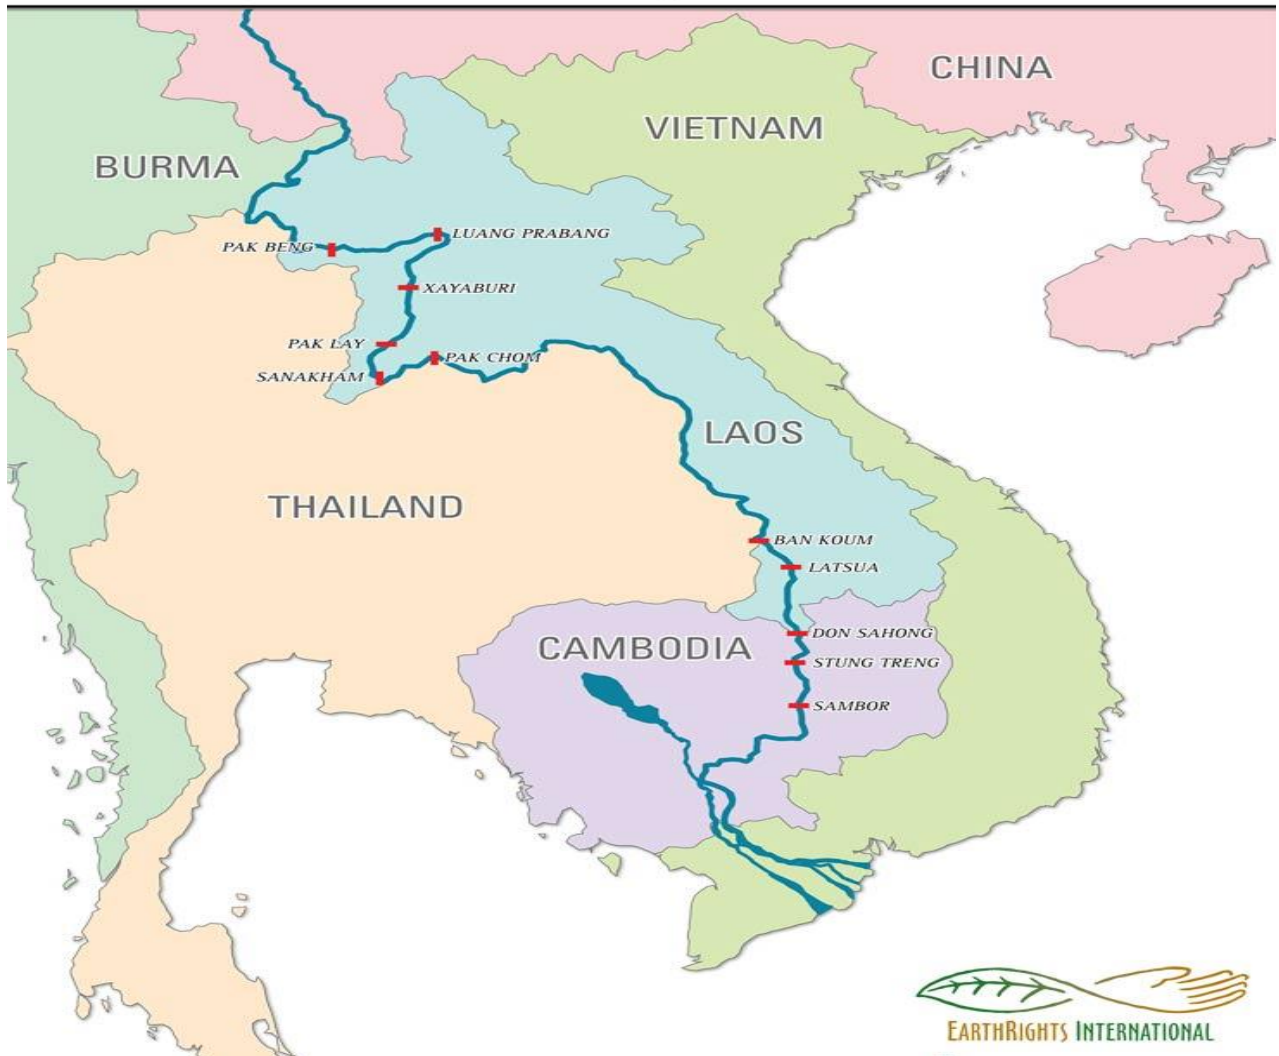 CHINA
VIETNAM
BURMA
LUANG PRABANG
PAK BENG
XAYABURI
PAK LAY
PAK CHOM
SANAKHAM
LAOS
THAILAND
BAN KOUM
LATSUA
DON SAHONG
CAMBODIA
STUNG TRENG
SAMBOR
EARTHRIGHTS INTERNATIONAL